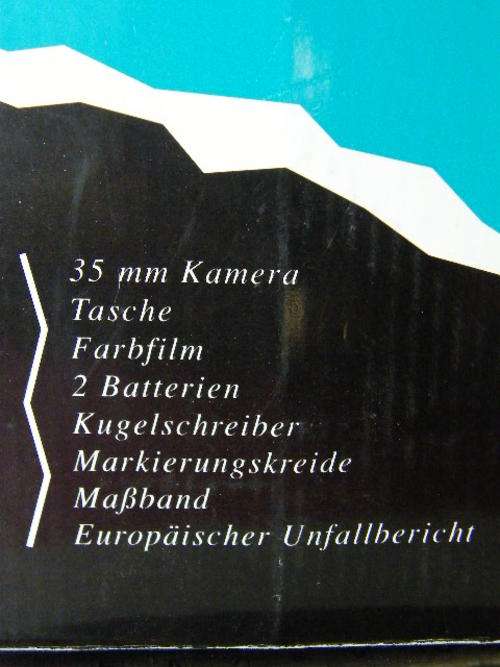 35 mm Kamera
Tasche
Farbfilm
2 Batterien
Kugelschreiber
Markierungskreide
Maßband
Europäischer Unfallbericht